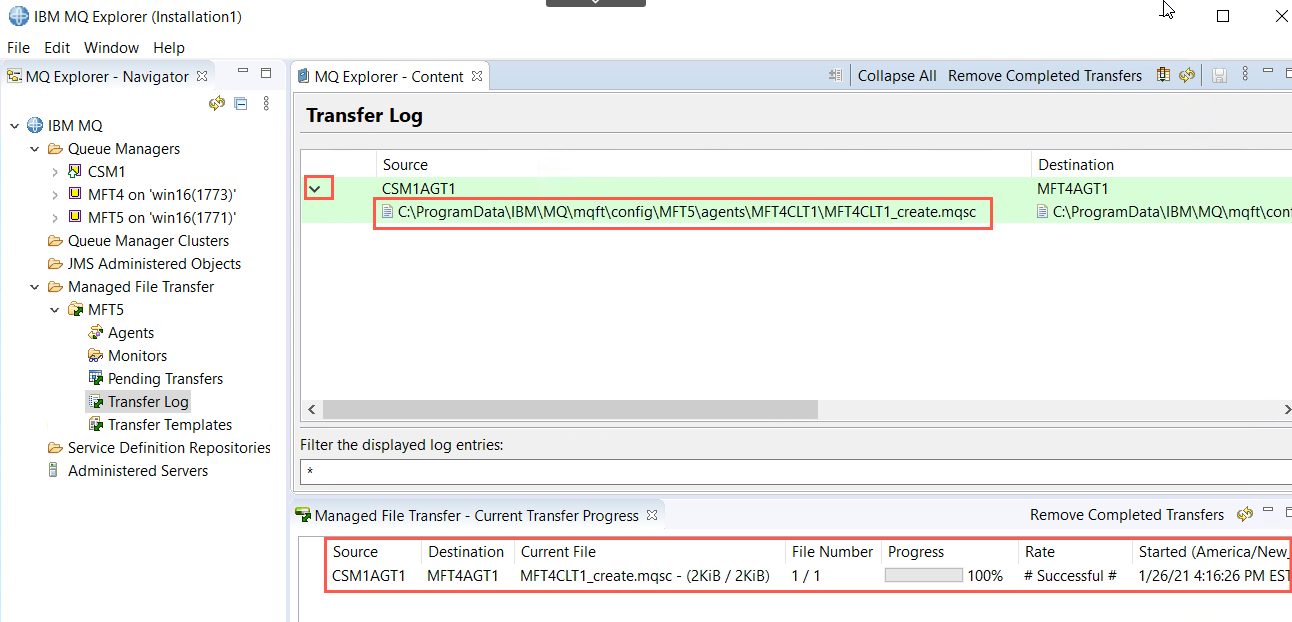 IBM MQ Explorer (Installation1)
File Edit Window Help
MQ Explorer - Navigator
IBM MQ
Queue Managers
CSM1
MFT4 on 'win16(1773)'
MFT5 on 'win16(1771)'
Queue Manager Clusters
JMS Administered Objects
Managed File Transfer
MFT5
Agents
Monitors
Pending Transfers
Transfer Log
Transfer Templates
Service Definition Repositories
Administered Servers
MQ Explorer - Content
Collapse All Remove Completed Transfers
Transfer Log
Source Destination
CSM1AGT1 MFT4AGT1
C:\ProgramData\IBM\MQ\mqft\config\MFT5\agents\MFT4CLT1\MFT4CLT1_create.mqsc C:\ProgramData\IBM\MQ\mqft\con
Filter the displayed log entries:
*
Managed File Transfer - Current Transfer Progress Remove Completed Transfers
Source Destination Current File File Number Progress Rate Started (America/New_
CSM1AGT1 MFT4AGT1 MFT4CLT1_create.mqsc - (2KiB / 2KiB) 1 / 1 100% # Successful # 1/26/21 4:16:26 PM EST